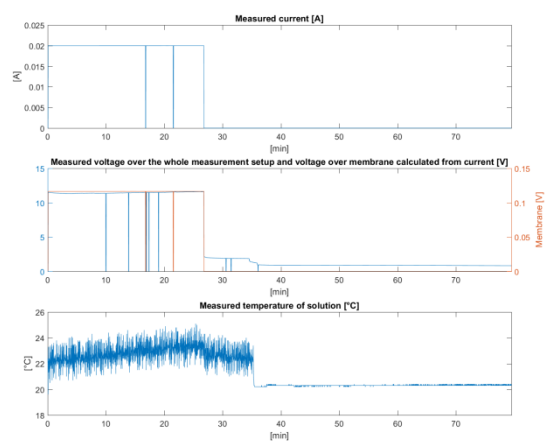 Measured current [A]
0.025
0.02
0.015
0.01
0.005
0
[A]
0 10 20 30 40 50 60 70
[min]
Measured voltage over the whole measurement setup and voltage over membrane calculated from current [V]
15 0.15
10 0.1
5 0.05
0 0
Membrane [V]
0 10 20 30 40 50 60 70
[min]
Measured temperature of solution [°C]
26
24
22
20
18
[°C]
0 10 20 30 40 50 60 70
[min]